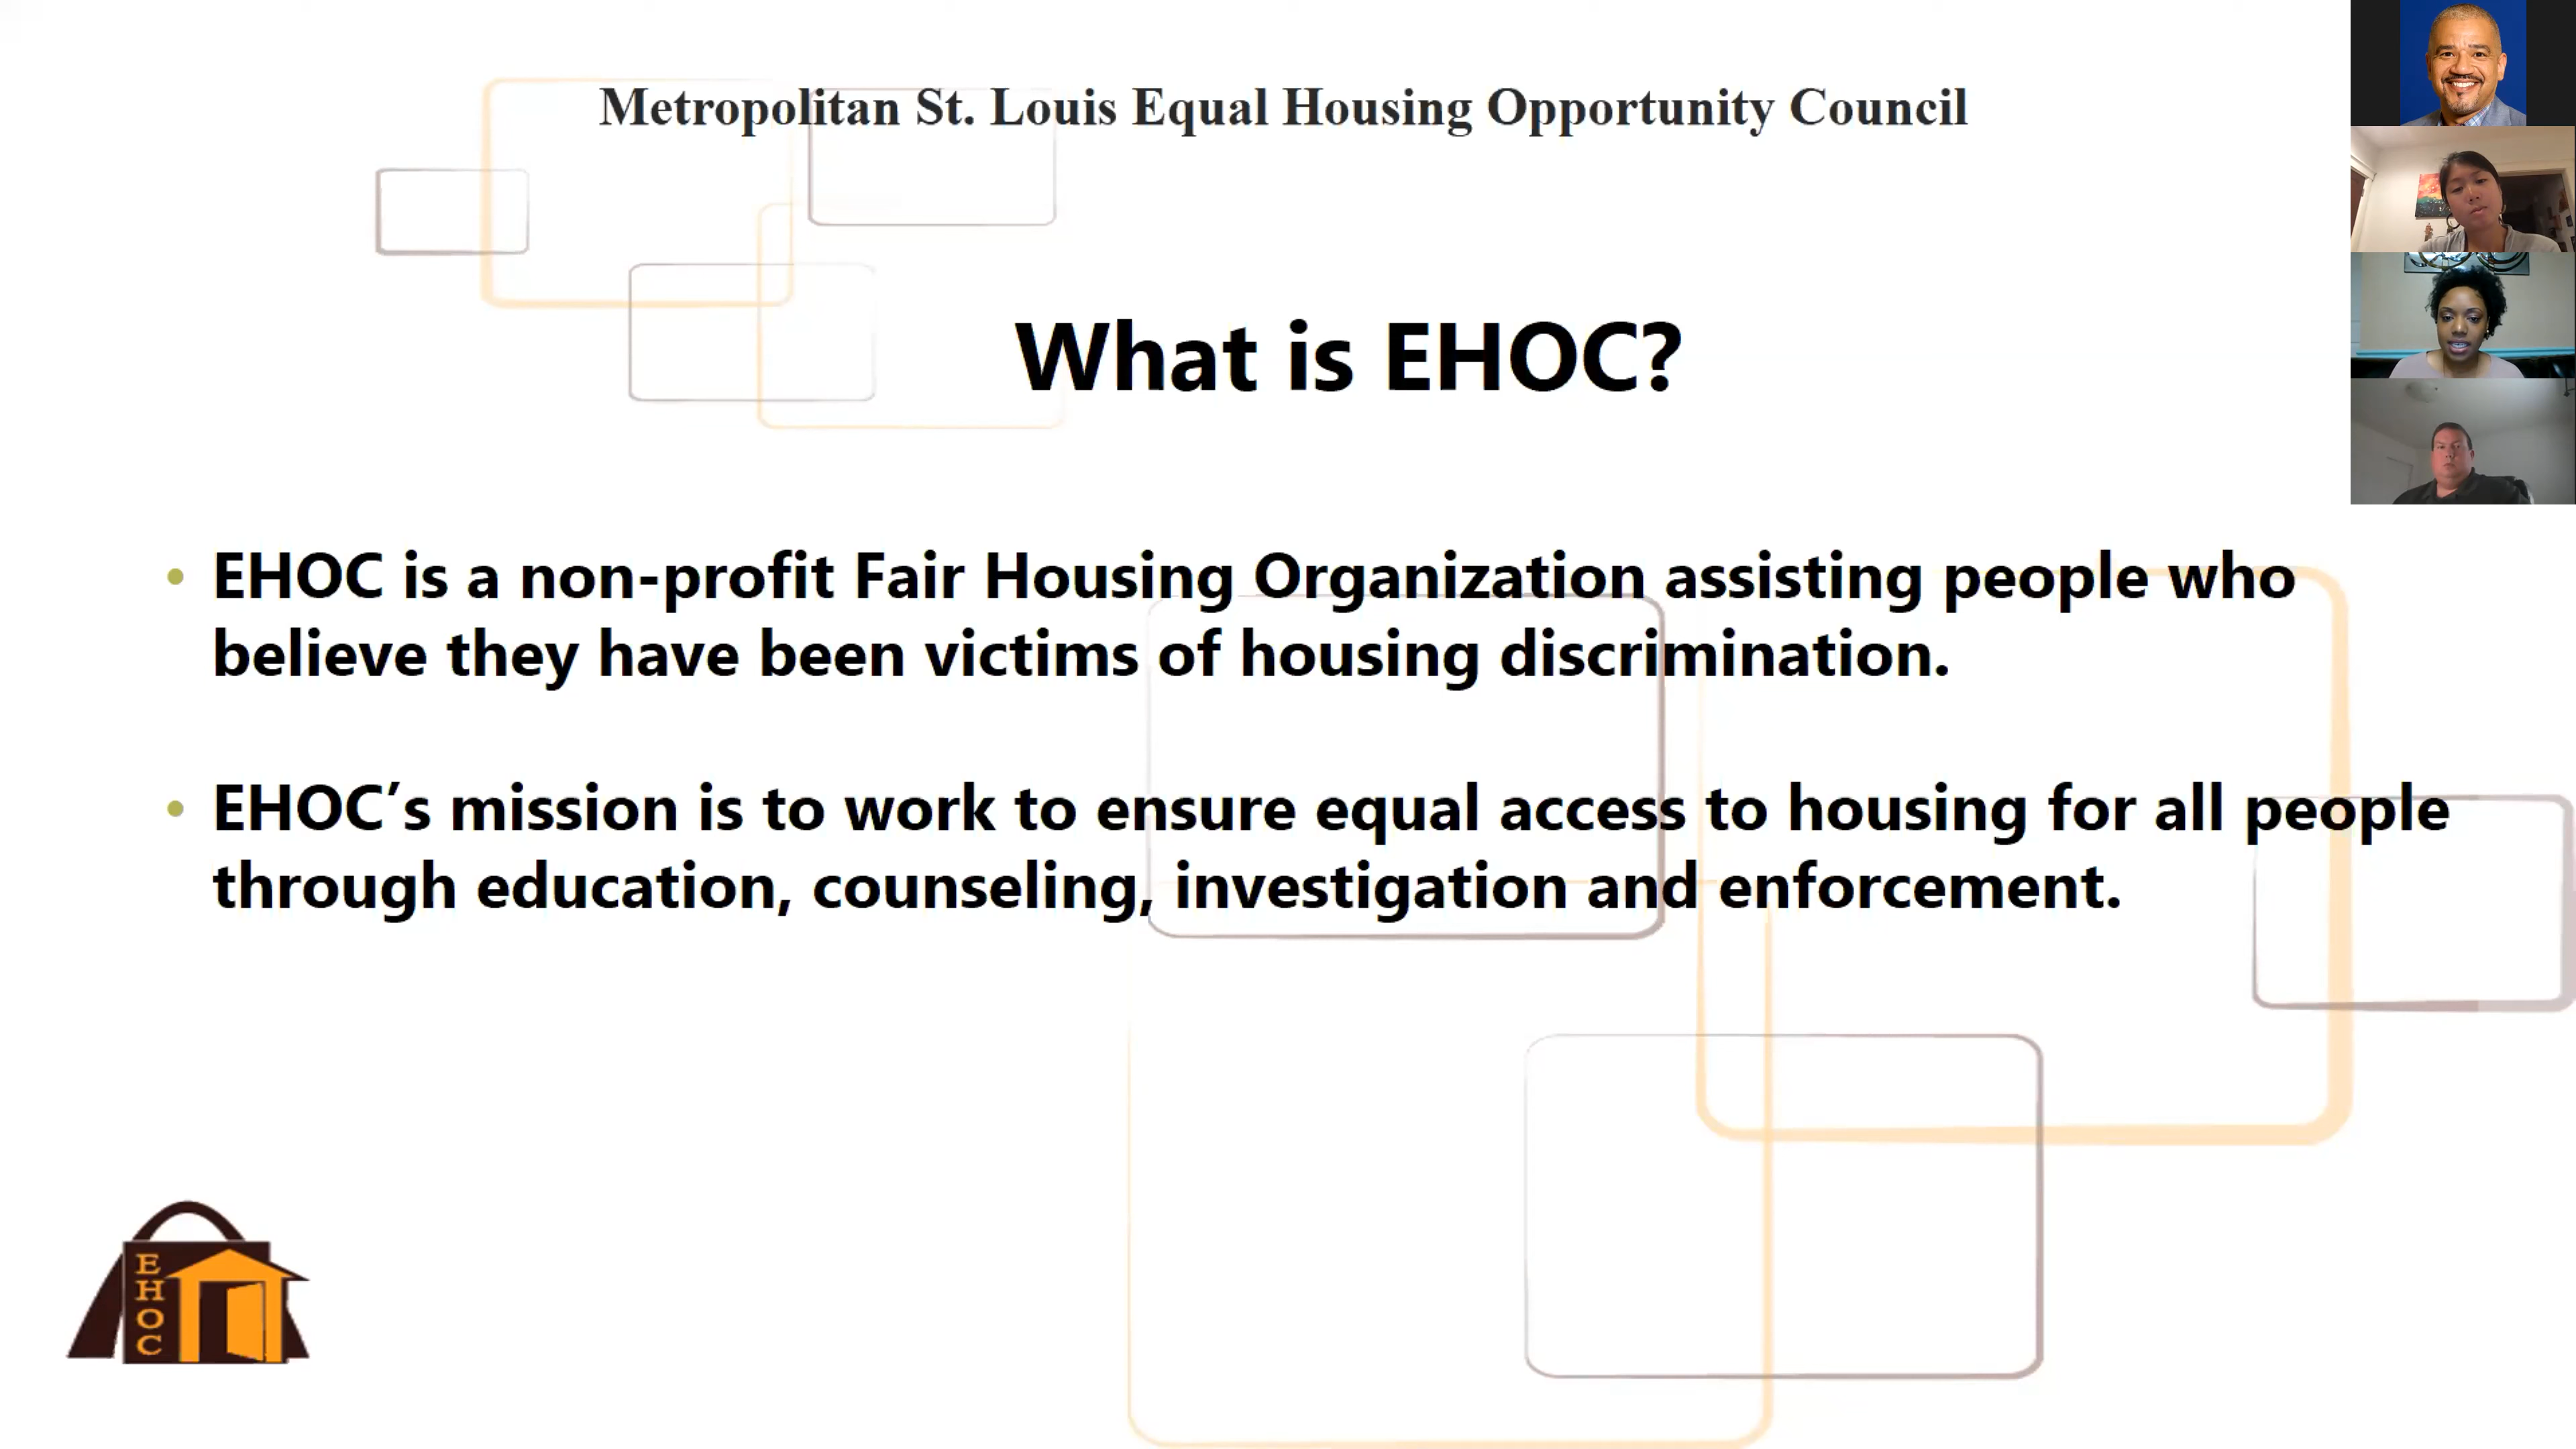 Metropolitan St. Louis Equal Housing Opportunity Council
What is EHOC?
• EHOC is a non-profit Fair Housing Organization assisting people who
believe they have been victims of housing discrimination.
• EHOC’s mission is to work to ensure equal access to housing for all people
through education, counseling, investigation and enforcement.
EHOC